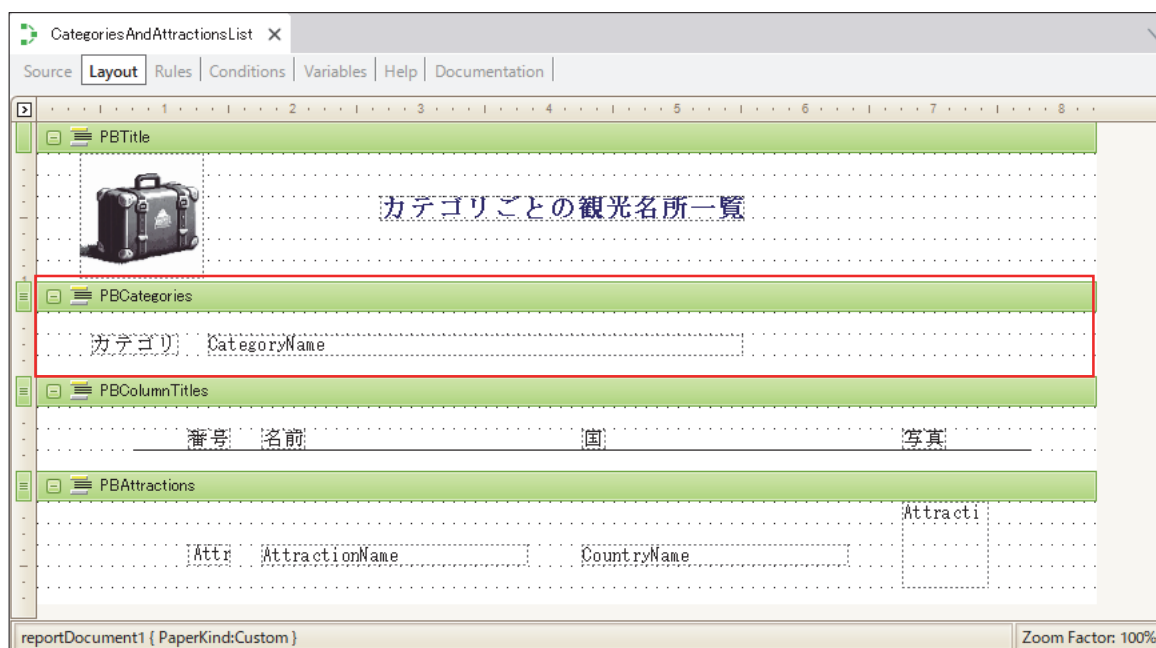 CategoriesAndAttractionsList
Source Layout Rules Conditions Variables Help Documentation
1 2 3 4 5 6 7 8
PBTitle
カテゴリごとの観光名所一覧
1
PBCategories
カテゴリ CategoryName
PBColumnTitles
番号 名前 国 写真
PBAttractions
Attracti
Attr AttractionName CountryName
reportDocument1 { PaperKind:Custom } Zoom Factor: 100%